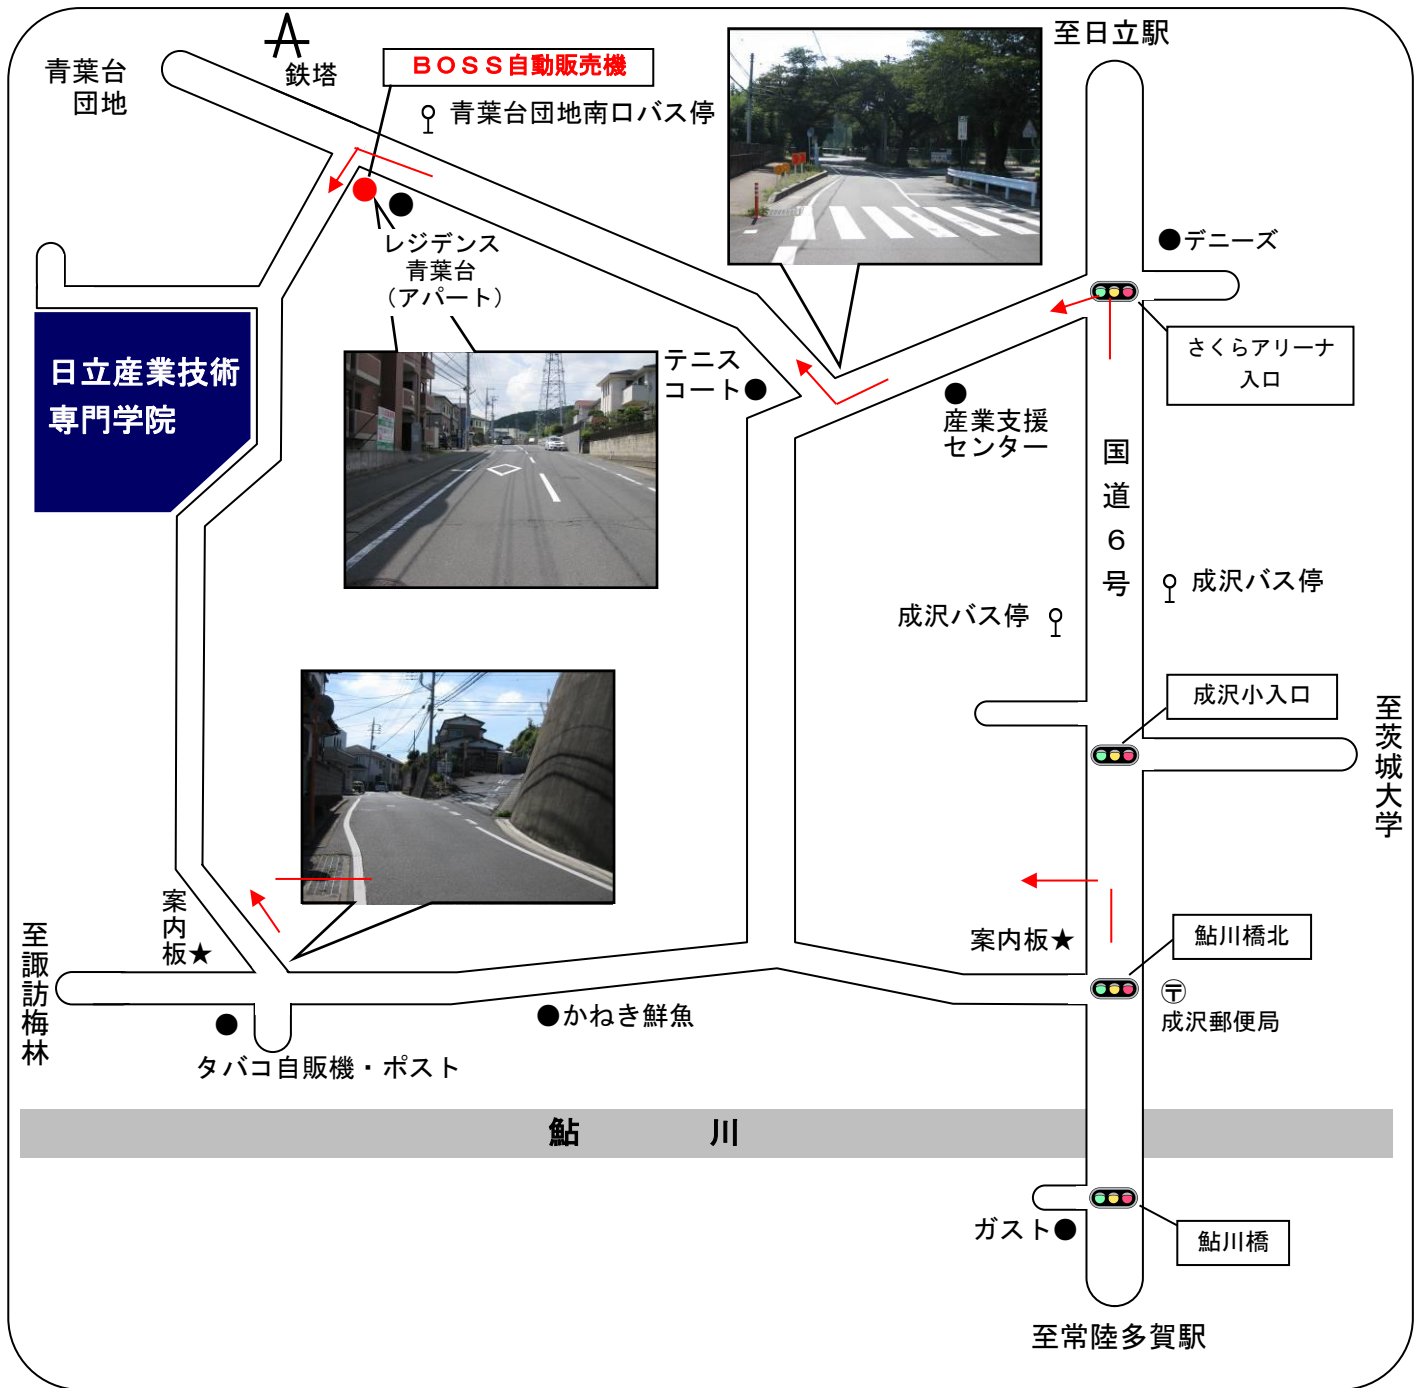 至日立駅
青葉台
団地
鉄塔
ＢＯＳＳ自動販売機
青葉台団地南口バス停
●デニーズ
レジデンス
青葉台
（アパート）
さくらアリーナ
入口
日立産業技術
専門学院
テニス
コート●
産業支援
センター
国道６号
成沢バス停
成沢バス停
成沢小入口
至茨城大学
案内板★
案内板★
鮎川橋北
至諏訪梅林
〒
成沢郵便局
●かねき鮮魚
タバコ自販機・ポスト
鮎川
ガスト●
鮎川橋
至常陸多賀駅